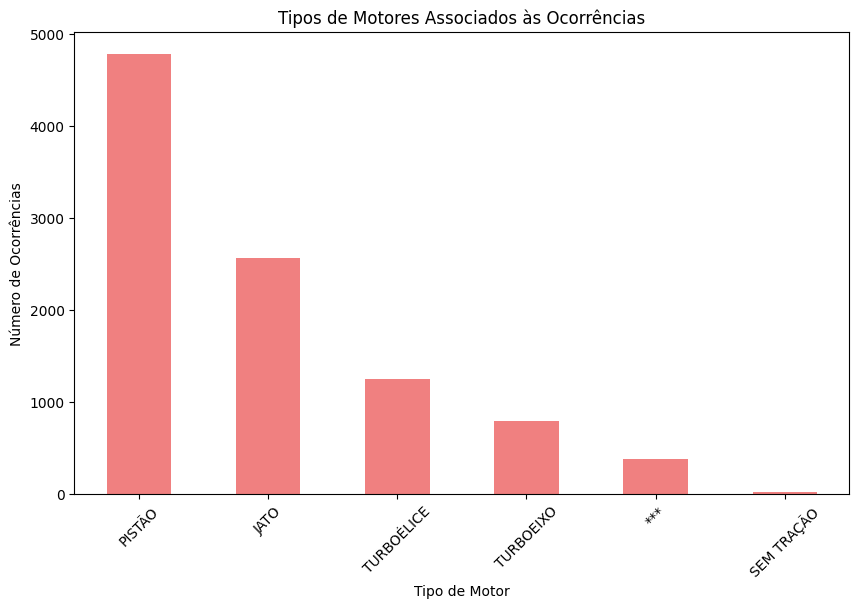 Tipos de Motores Associados às Ocorrências
Número de Ocorrências
5000
4000
3000
2000
1000
0
PISTÃO
JATO
TURBOÉLICE
TURBOEIXO
***
SEM TRAÇÃO
Tipo de Motor